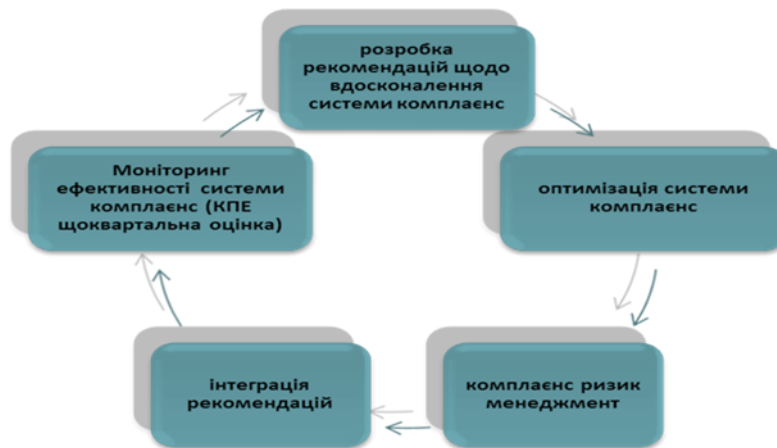 розробка
рекомендацій щодо
вдосконалення
системи комплаєнс
оптимізація системи
комплаєнс
комплаєнс ризик
менеджмент
інтеграція
рекомендацій
Моніторинг
ефективності системи
комплаєнс (КПЕ
щоквартальна оцінка)